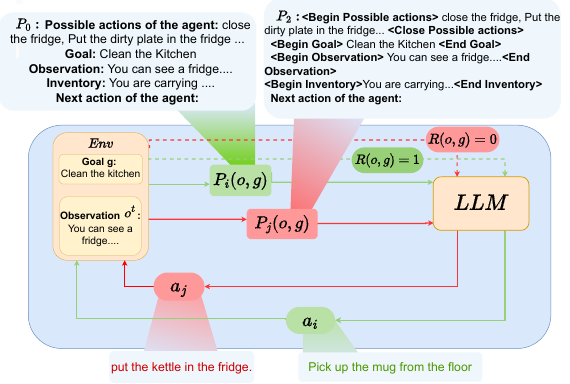 P₀ : Possible actions of the agent: close
the fridge, Put the dirty plate in the fridge ...
Goal: Clean the Kitchen
Observation: You can see a fridge....
Inventory: You are carrying ....
Next action of the agent:
P₂ :<Begin Possible actions> close the fridge, Put the
dirty plate in the fridge... <Close Possible actions>
<Begin Goal> Clean the Kitchen <End Goal>
<Begin Observation> You can see a fridge....<End
Observation>
<Begin Inventory>You are carrying...<End Inventory>
Next action of the agent:
Env
Goal g:
Clean the kitchen
Observation oᵗ :
You can see a
fridge....
R(o, g) = 0
R(o, g) = 1
Pᵢ(o, g)
Pⱼ(o, g)
LLM
aⱼ
aᵢ
put the kettle in the fridge.
Pick up the mug from the floor